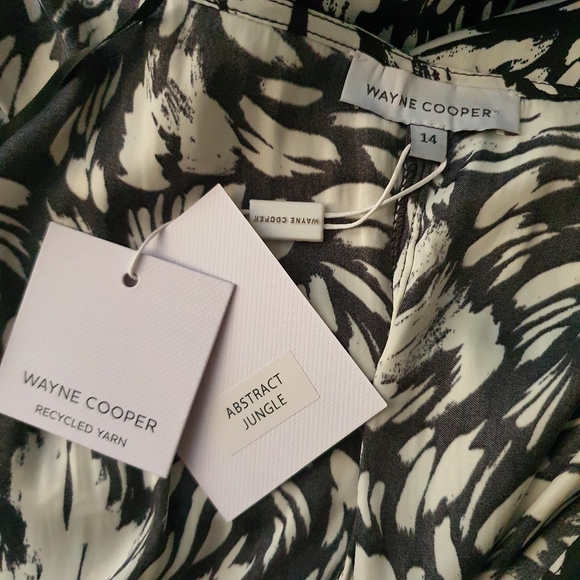 WAYNE COOPER
14
WAYNE COOPER
WAYNE COOPER
RECYCLED YARN
ABSTRACT
JUNGLE